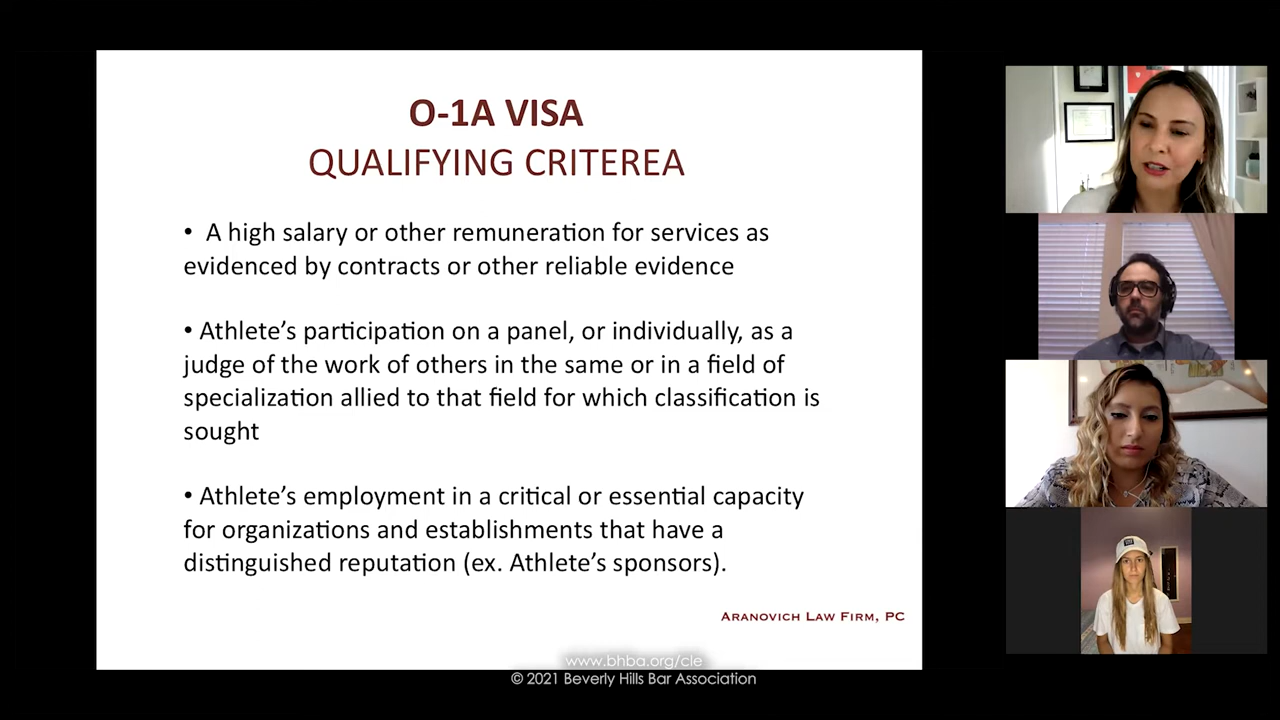 O-1A VISA
QUALIFYING CRITEREA
• A high salary or other remuneration for services as
evidenced by contracts or other reliable evidence
• Athlete’s participation on a panel, or individually, as a
judge of the work of others in the same or in a field of
specialization allied to that field for which classification is
sought
• Athlete’s employment in a critical or essential capacity
for organizations and establishments that have a
distinguished reputation (ex. Athlete’s sponsors).
Aranovich Law Firm, PC
www.bhba.org/cle
© 2021 Beverly Hills Bar Association